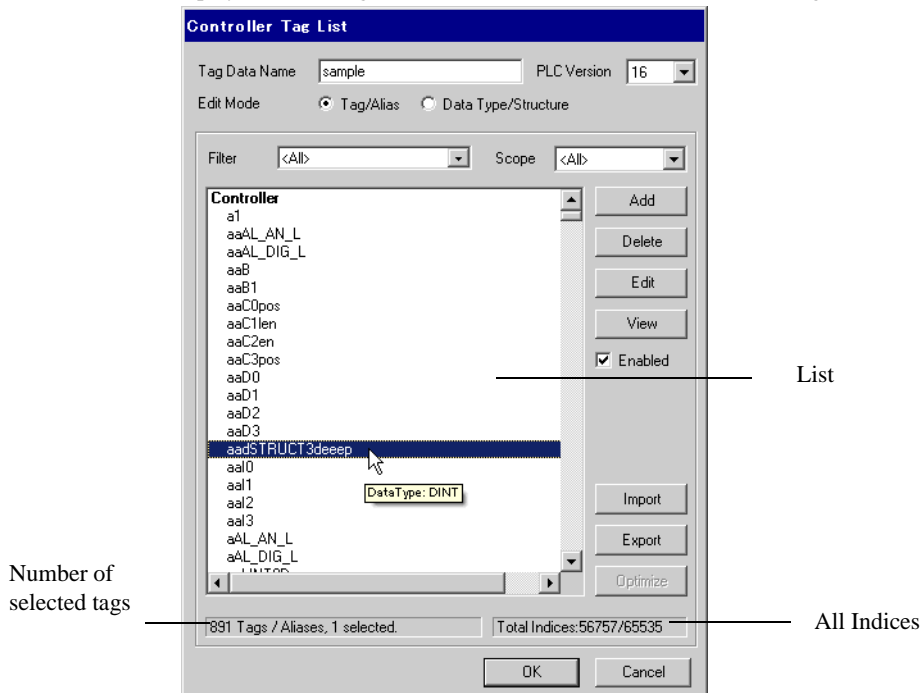 Controller Tag List
Tag Data Name sample PLC Version 16
Edit Mode Tag/Alias Data Type/Structure
Filter <All> Scope <All>
Controller
a1
aaAL_AN_L
aaAL_DIG_L
aaB
aaB1
aaC0pos
aaC1len
aaC2en
aaC3pos
aaD0
aaD1
aaD2
aaD3
aadSTRUCT3deeep
aaI0
aaI1
aaI2
aaI3
aAL_AN_L
aAL_DIG_L
DataType: DINT
Add
Delete
Edit
View
Enabled
Import
Export
Optimize
List
Number of
selected tags
891 Tags / Aliases, 1 selected.
Total Indices:56757/65535
All Indices
OK Cancel